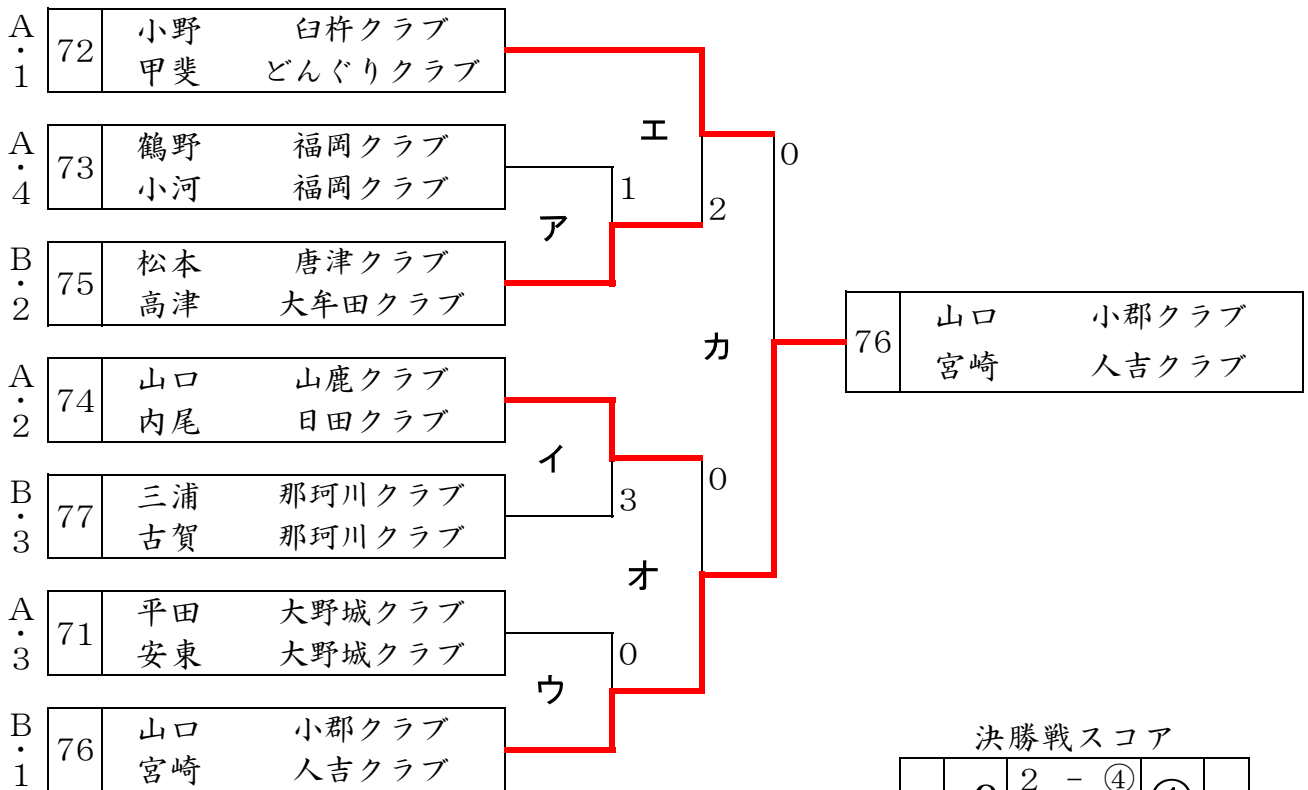 A・1 72 小野 臼杵クラブ
甲斐 どんぐりクラブ
エ
0
A・4 73 鶴野 福岡クラブ
小河 福岡クラブ
1
2
ア
B・2 75 松本 唐津クラブ
高津 大牟田クラブ
カ
76 山口 小郡クラブ
宮崎 人吉クラブ
A・2 74 山口 山鹿クラブ
内尾 日田クラブ
イ
0
B・3 77 三浦 那珂川クラブ
古賀 那珂川クラブ
3
オ
A・3 71 平田 大野城クラブ
安東 大野城クラブ
0
ウ
B・1 76 山口 小郡クラブ
宮崎 人吉クラブ
決勝戦スコア
2 - ④